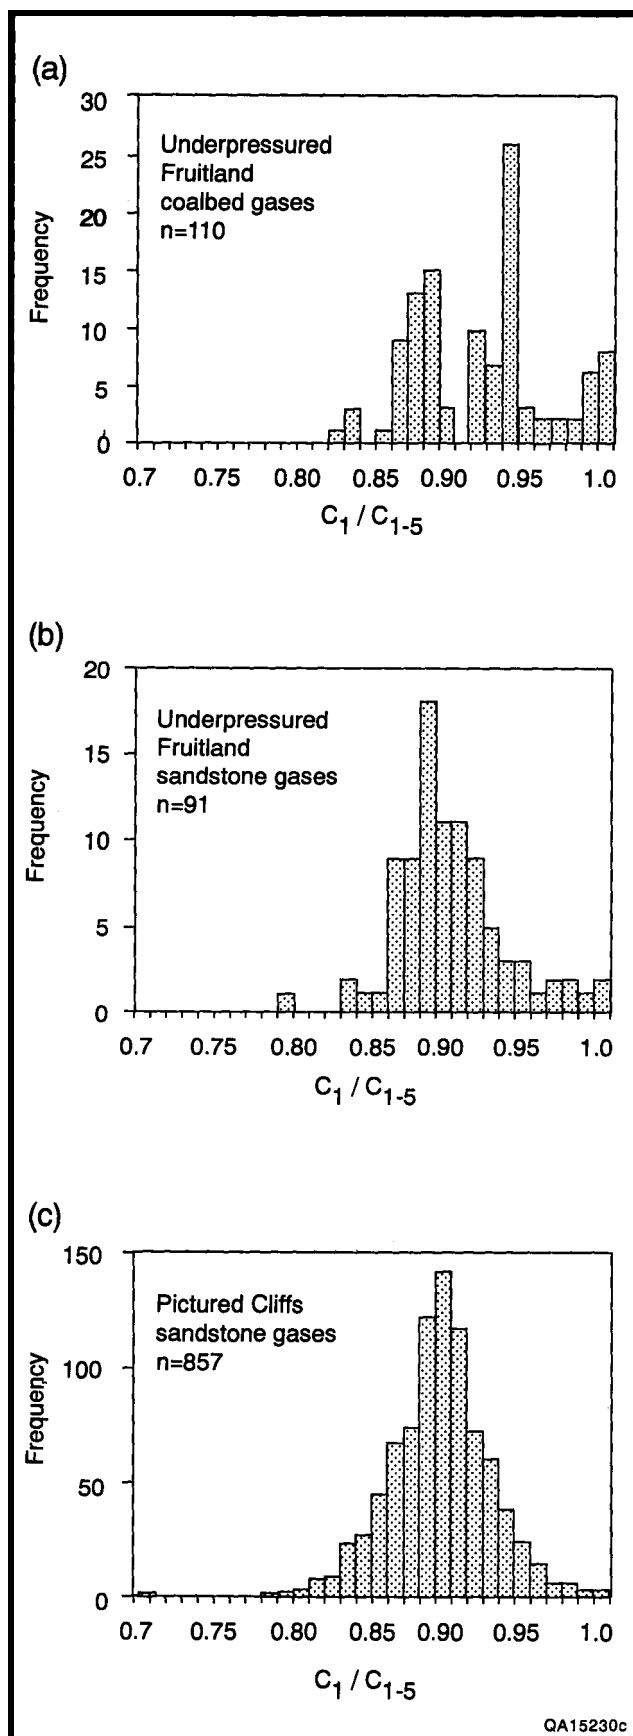 (a)
30
25
20
15
10
5
0
Frequency
Underpressured
Fruitland
coalbed gases
n=110
0.7 0.75 0.80 0.85 0.90 0.95 1.0
C1 / C1-5
(b)
20
15
10
5
0
Frequency
Underpressured
Fruitland
sandstone gases
n=91
0.7 0.75 0.80 0.85 0.90 0.95 1.0
C1 / C1-5
(c)
150
100
50
0
Frequency
Pictured Cliffs
sandstone gases
n=857
0.7 0.75 0.80 0.85 0.90 0.95 1.0
C1 / C1-5
QA15230c